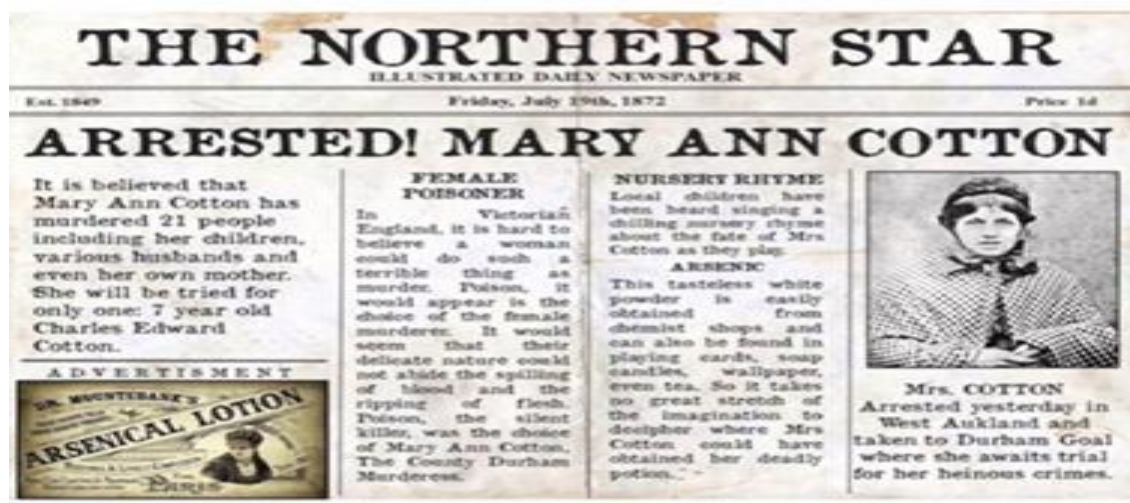 THE NORTHERN STAR
ILLUSTRATED DAILY NEWSPAPER
Est. 1849
Friday, July 19th, 1872
Price 1d
ARRESTED! MARY ANN COTTON
It is believed that
Mary Ann Cotton has
murdered 21 people
including her children,
various husbands and
even her own mother.
She will be tried for
only one: 7 year old
Charles Edward
Cotton.
ADVERTISMENT
DR. MOUNTEBANK'S
ARSENICAL LOTION
PARIS
FEMALE
POISONER
In Victorian
England, it is hard to
believe a woman
could do such a
terrible thing as
murder. Poison, it
would appear is the
choice of the female
murderer. It would
seem that their
delicate nature could
not abide the spilling
of blood and the
ripping of flesh.
Poison, the silent
killer, was the choice
of Mary Ann Cotton,
The County Durham
Murderess.
NURSERY RHYME
Local children have
been heard singing a
chilling nursery rhyme
about the fate of Mrs
Cotton as they play.
ARSENIC
This tasteless white
powder is easily
obtained from
chemist shops and
can also be found in
playing cards, soap
candles, wallpaper,
even tea. So it takes
no great stretch of
the imagination to
decipher where Mrs
Cotton could have
obtained her deadly
potion.
Mrs. COTTON
Arrested yesterday in
West Aukland and
taken to Durham Goal
where she awaits trial
for her heinous crimes.